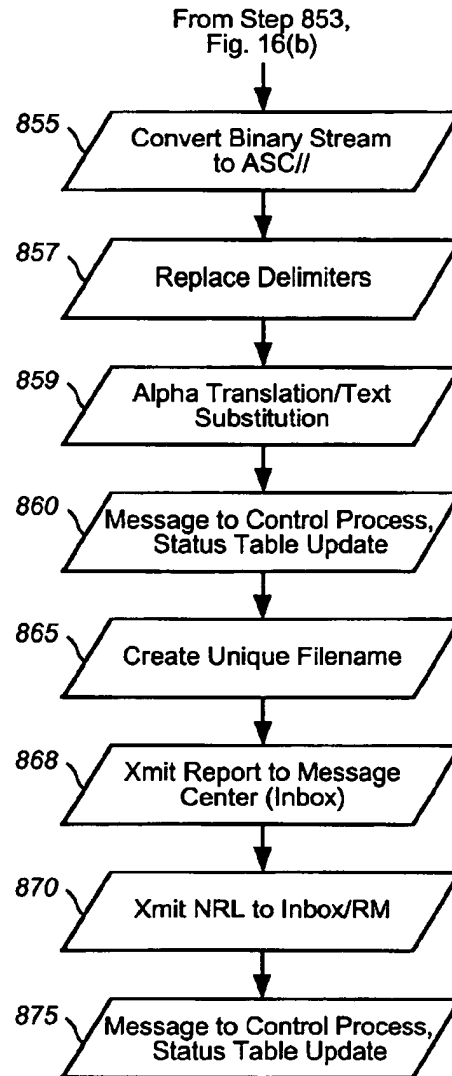 From Step 853,
Fig. 16(b)
855
Convert Binary Stream
to ASC//
857
Replace Delimiters
859
Alpha Translation/Text
Substitution
860
Message to Control Process,
Status Table Update
865
Create Unique Filename
868
Xmit Report to Message
Center (Inbox)
870
Xmit NRL to Inbox/RM
875
Message to Control Process,
Status Table Update